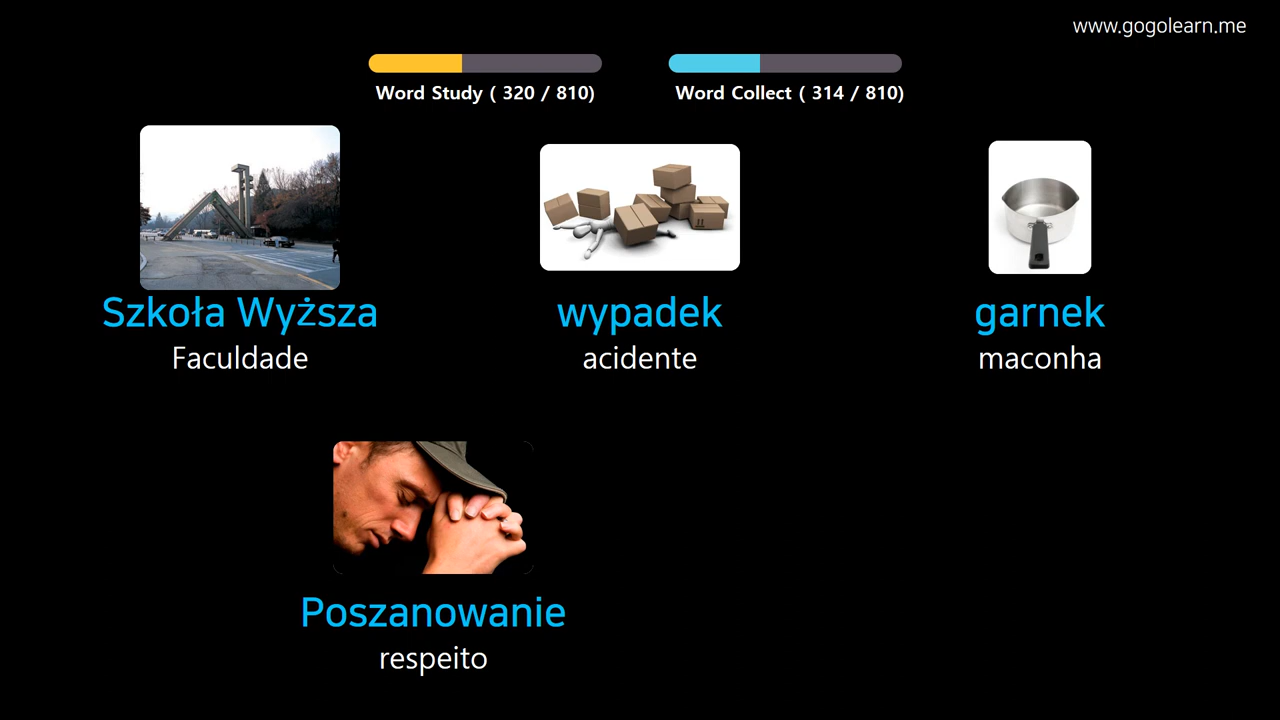 www.gogolearn.me
Word Study ( 320 / 810)
Word Collect ( 314 / 810)
Szkoła Wyższa
Faculdade
wypadek
acidente
garnek
maconha
Poszanowanie
respeito